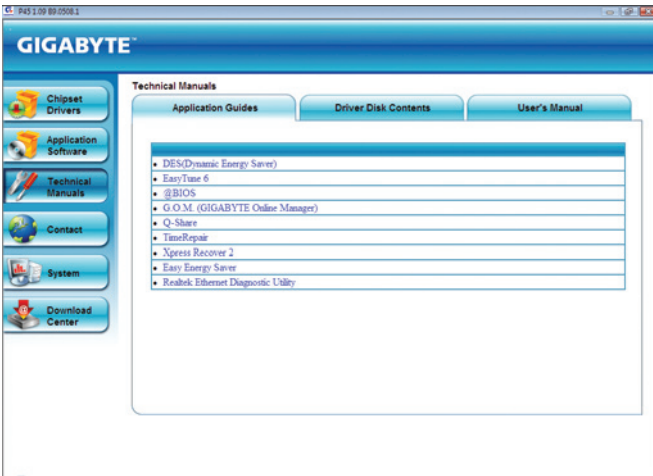 P45 1.09 B9.0508.1
GIGABYTE™
Chipset
Drivers
Application
Software
Technical
Manuals
Contact
System
Download
Center
Technical Manuals
Application Guides
Driver Disk Contents
User's Manual
• DES(Dynamic Energy Saver)
• EasyTune 6
• @BIOS
• G.O.M. (GIGABYTE Online Manager)
• Q-Share
• TimeRepair
• Xpress Recover 2
• Easy Energy Saver
• Realtek Ethernet Diagnostic Utility